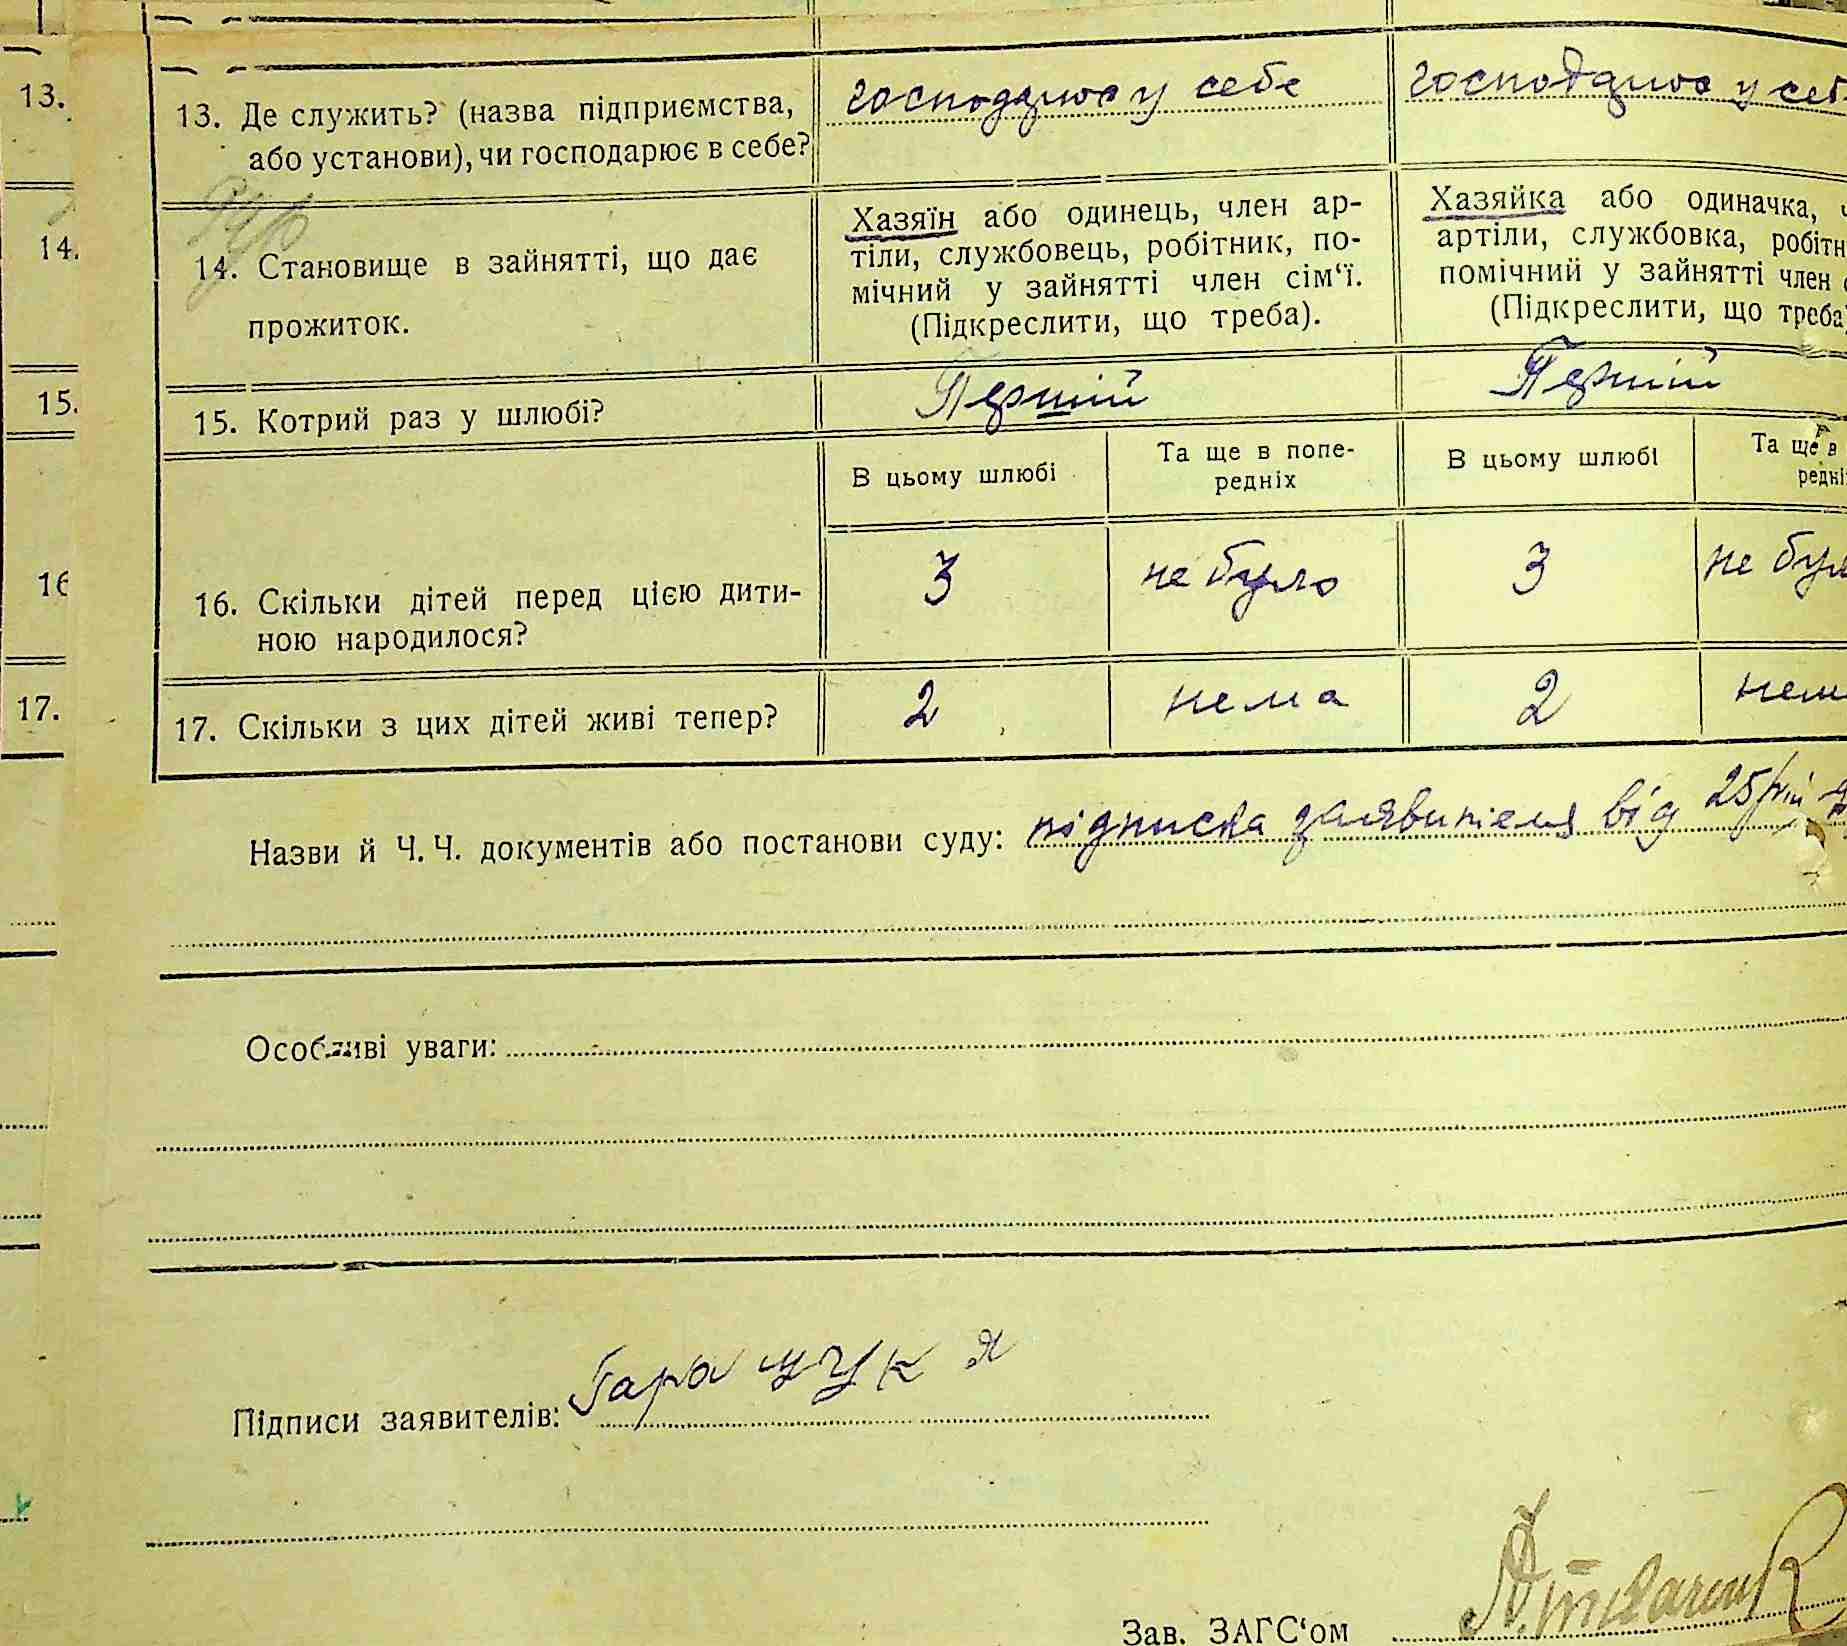 13. Де служить? (назва підприємства, або установи), чи господарює в себе?
господарює у себе
господарює у себ
14. Становище в зайнятті, що дає прожиток.
Хазяїн або одинець, член ар-
тіли, службовець, робітник, по-
мічний у зайнятті член сім‘ї.
(Підкреслити, що треба).
Хазяйка або одиначка, ч
артіли, службовка, робітн
помічний у зайнятті член с
(Підкреслити, що треба)
15. Котрий раз у шлюбі?
Перший
Перший
В цьому шлюбі
Та ще в попе-
редніх
В цьому шлюбі
Та ще в
редні
16. Скільки дітей перед цією дити-
ною народилося?
3
не було
3
не бул
17. Скільки з цих дітей живі тепер?
2
нема
2
нем
Назви й Ч. Ч. документів або постанови суду: підписка заявителя від 25/VIII
Особливі уваги:
Підписи заявителів: Гаращук Я
Зав. ЗАГС‘ом
13.
14.
15.
16
17.